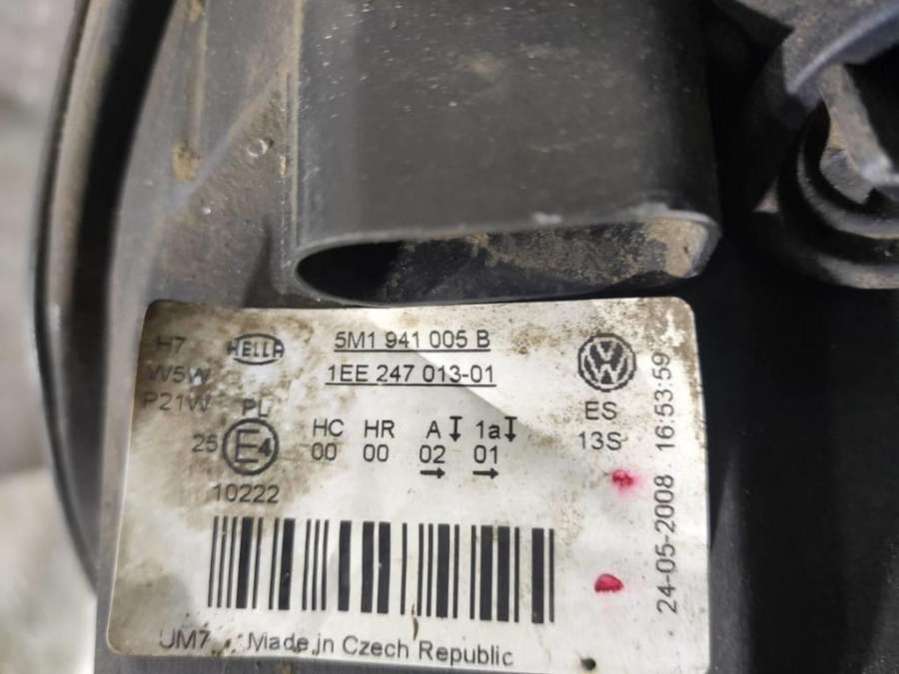 H7 HELLA 5M1 941 005 B
W5W 1EE 247 013-01
P21W PL
ES
25 E4 HC HR A 1a 13S
00 00 02 01
10222
24-05-2008 16:53:59
Made in Czech Republic